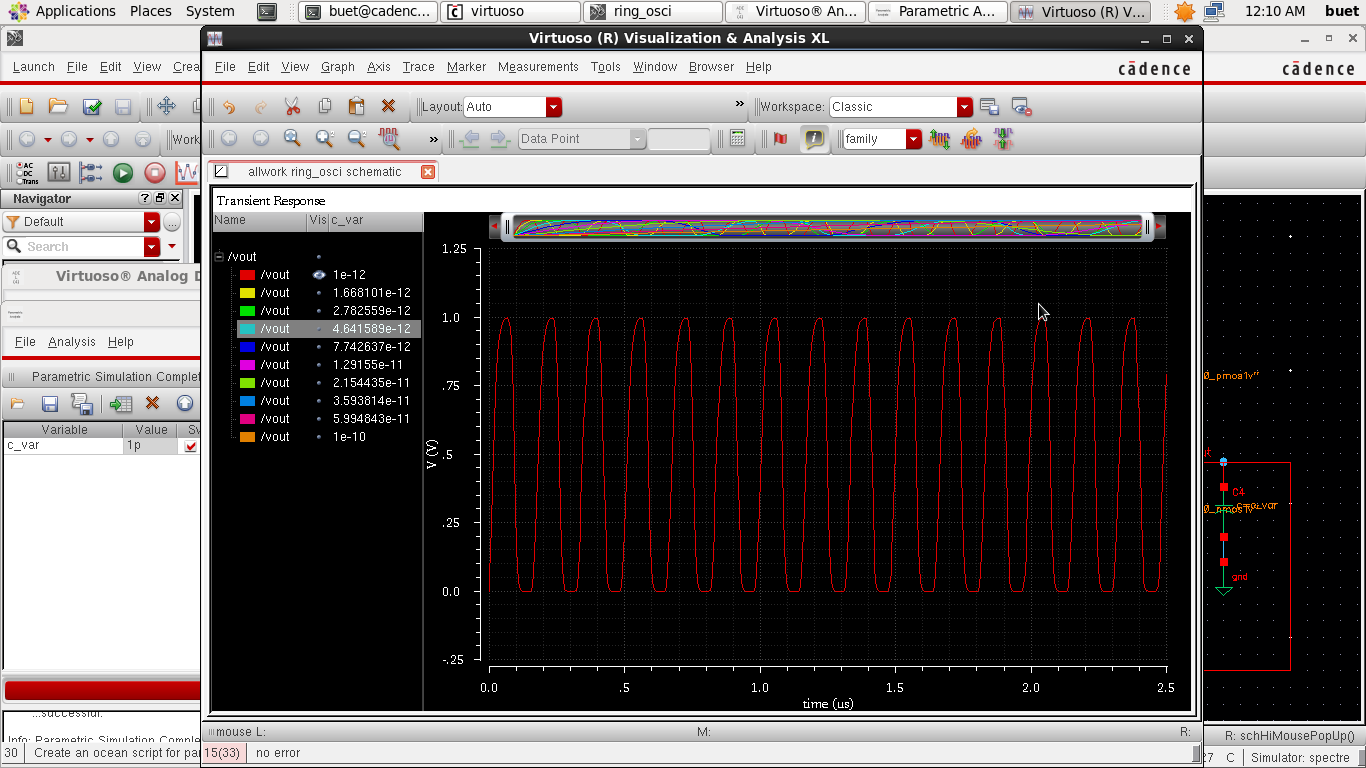 Applications Places System buet@cadenc... virtuoso ring_osci Virtuoso® An... Parametric A... Virtuoso (R) V... 12:10 AM buet
Virtuoso (R) Visualization & Analysis XL
Launch File Edit View Crea
File Edit View Graph Axis Trace Marker Measurements Tools Window Browser Help cādence
cādence
Layout: Auto » Workspace: Classic
Work
» Data Point family
AC
DC
Trans
allwork ring_osci schematic
Navigator
Default
Search
Virtuoso® Analog D
File Analysis Help
Parametric Simulation Complet
Variable Value Sw
c_var 1p
...successful.
Info: Parametric Simulation Comple
30 Create an ocean script for par
Transient Response
Name Vis c_var
/vout
/vout 1e-12
/vout 1.668101e-12
/vout 2.782559e-12
/vout 4.641589e-12
/vout 7.742637e-12
/vout 1.29155e-11
/vout 2.154435e-11
/vout 3.593814e-11
/vout 5.994843e-11
/vout 1e-10
1.25
1.0
.75
.5
.25
0.0
-.25
V (V)
0.0 .5 1.0 1.5 2.0 2.5
time (us)
mouse L: M: R:
15(33) no error
C4
gnd
R: schHiMousePopUp()
27 C Simulator: spectre